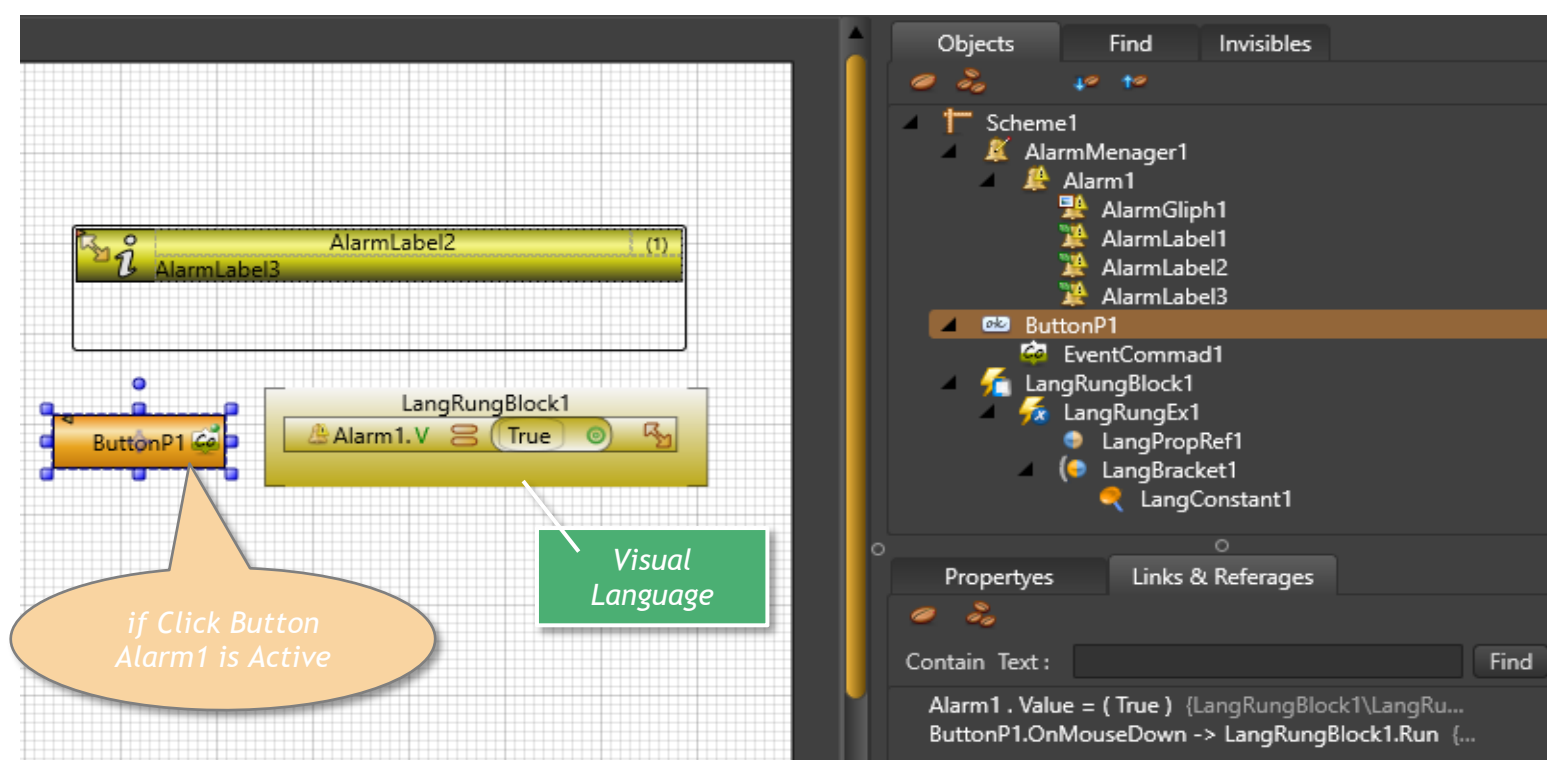 Objects
Find
Invisibles
Scheme1
AlarmMenager1
Alarm1
AlarmGliph1
AlarmLabel1
AlarmLabel2
AlarmLabel3
ButtonP1
EventCommad1
LangRungBlock1
LangRungEx1
LangPropRef1
LangBracket1
LangConstant1
AlarmLabel2
(1)
AlarmLabel3
ButtonP1
Go
LangRungBlock1
Alarm1.V
True
Visual
Language
if Click Button
Alarm1 is Active
Propertyes
Links & Referages
Contain Text :
Find
Alarm1 . Value = ( True ) {LangRungBlock1\LangRu...
ButtonP1.OnMouseDown -> LangRungBlock1.Run {...